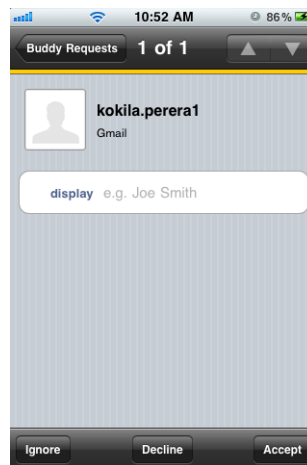 10:52 AM 86%
Buddy Requests 1 of 1
kokila.perera1
Gmail
display e.g. Joe Smith
Ignore Decline Accept